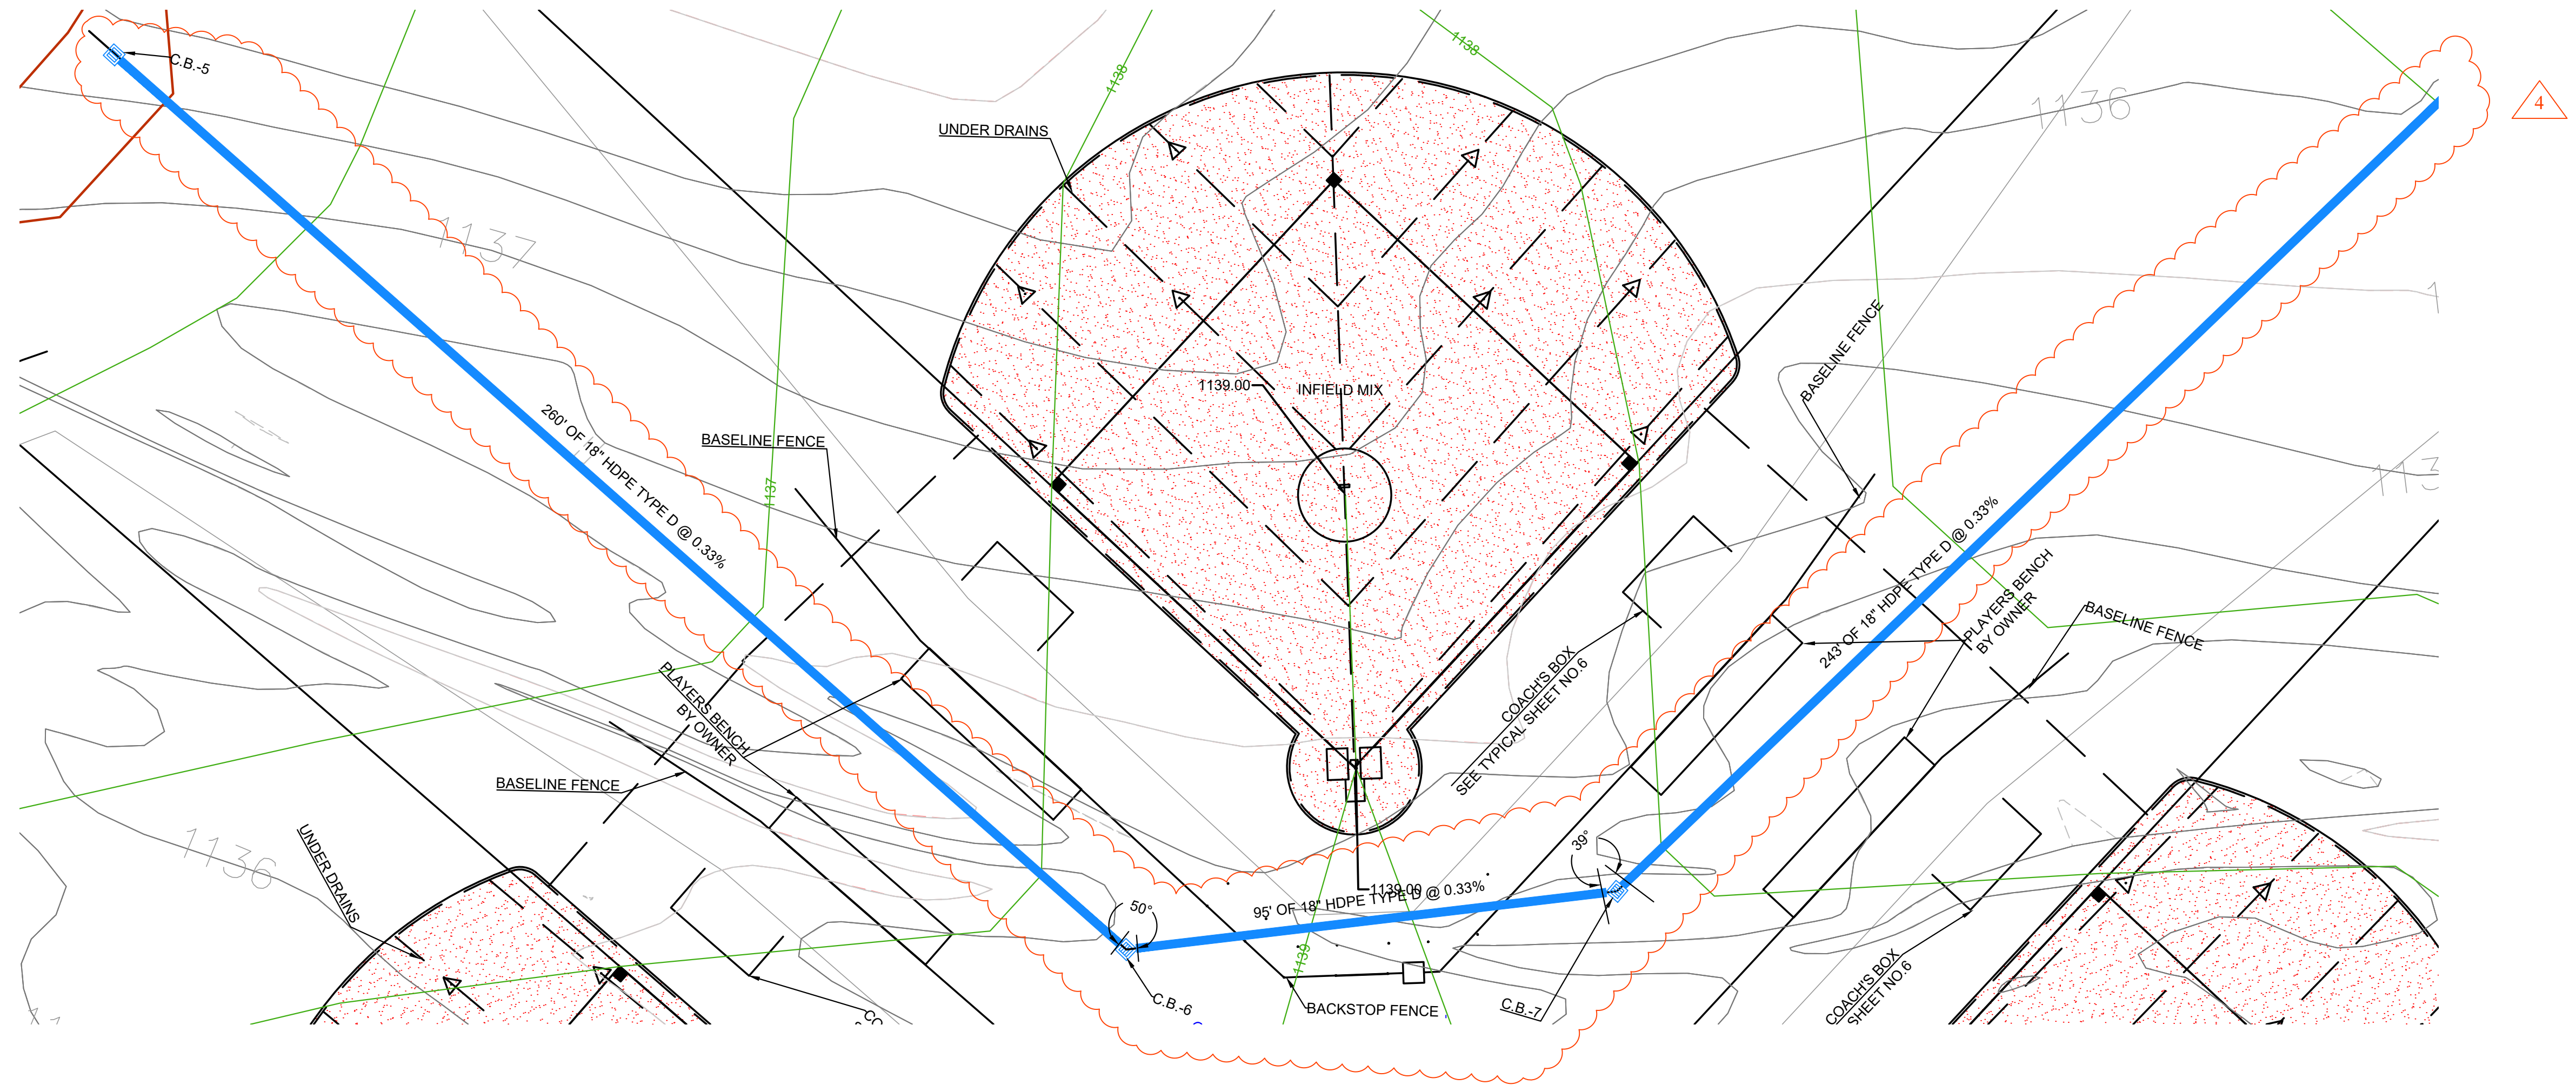 C.B.-5
1138
1138
1136
4
UNDER DRAINS
1137
BASELINE FENCE
1139.00
INFIELD MIX
260' OF 18" HDPE TYPE D @ 0.33%
BASELINE FENCE
1137
243' OF 18" HDPE TYPE D @ 0.33%
PLAYERS BENCH
BY OWNER
BASELINE FENCE
COACH'S BOX
SEE TYPICAL SHEET NO.6
PLAYERS BENCH
BY OWNER
BASELINE FENCE
1136
UNDER DRAINS
39°
1139.00
95' OF 18" HDPE TYPE D @ 0.33%
50°
1139
C.B.-6
BACKSTOP FENCE
C.B.-7
COACH'S BOX
SHEET NO.6
CO